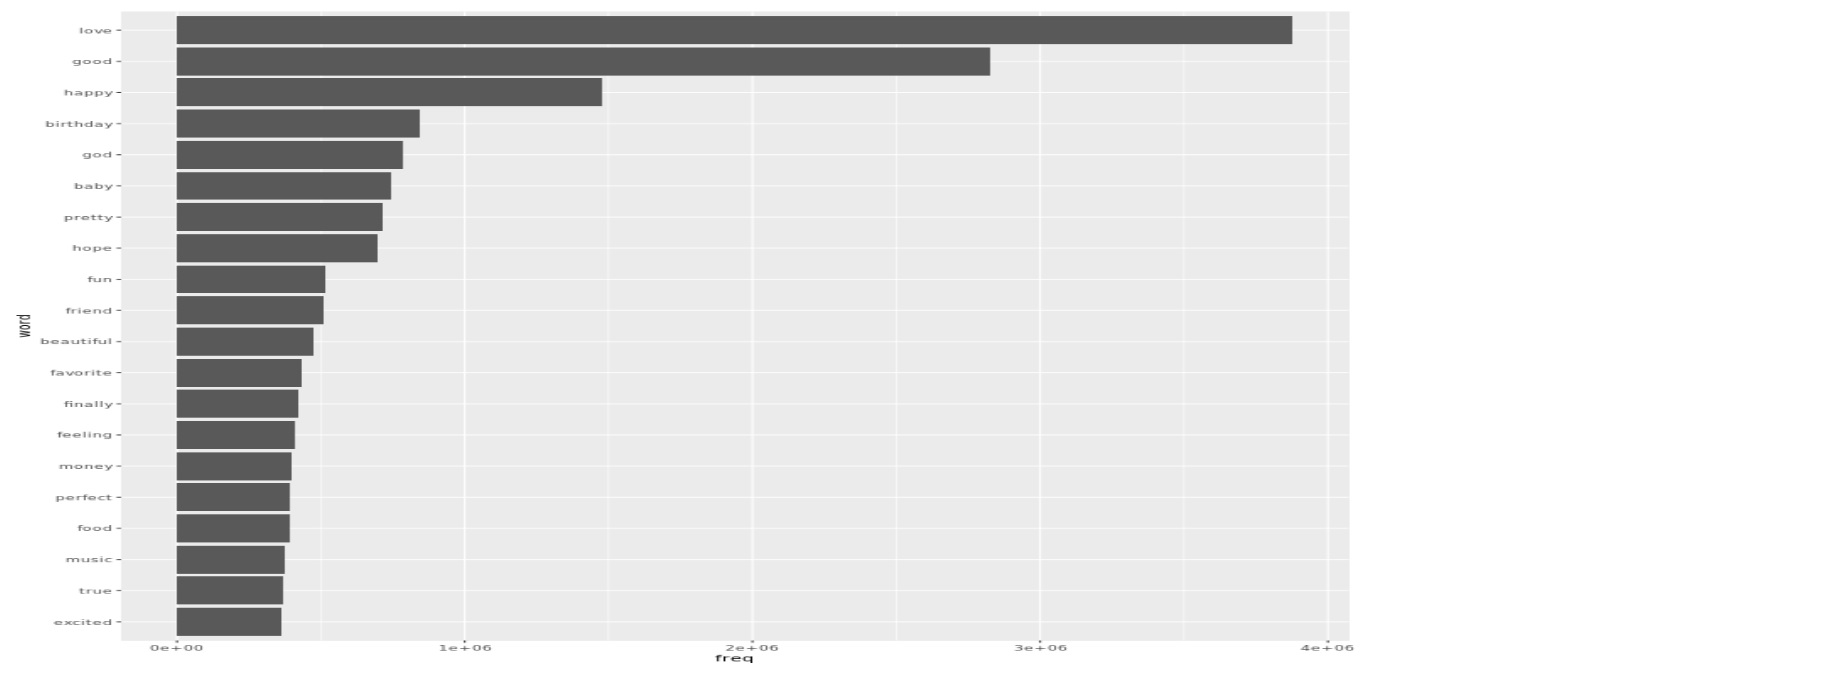 love
good
happy
birthday
god
baby
pretty
hope
fun
friend
word
beautiful
favorite
finally
feeling
money
perfect
food
music
true
excited
0e+00 1e+06 2e+06 3e+06 4e+06
freq